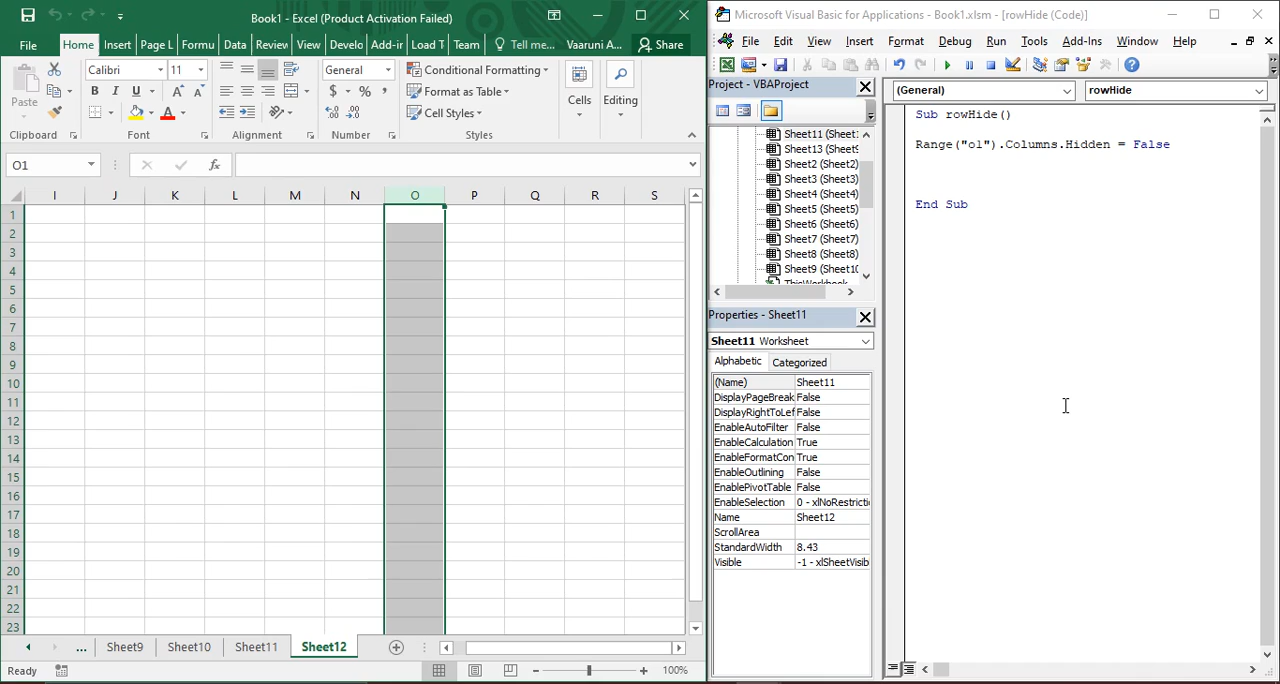 Book1 - Excel (Product Activation Failed)
File Home Insert Page L Formu Data Review View Develo Add-ir Load T Team Tell me... Vaaruni A... Share
Paste
Calibri 11
B I U A A
General
$ % ,
Conditional Formatting
Format as Table
Cell Styles
Cells
Editing
Clipboard Font Alignment Number Styles
O1
fx
I J K L M N O P Q R S
1
2
3
4
5
6
7
8
9
10
11
12
13
14
15
16
17
18
19
20
21
22
23
... Sheet9 Sheet10 Sheet11 Sheet12
Ready 100%
Microsoft Visual Basic for Applications - Book1.xlsm - [rowHide (Code)]
File Edit View Insert Format Debug Run Tools Add-Ins Window Help
Project - VBAProject
Sheet11 (Sheet:
Sheet13 (Sheet9
Sheet2 (Sheet2)
Sheet3 (Sheet3)
Sheet4 (Sheet4)
Sheet5 (Sheet5)
Sheet6 (Sheet6)
Sheet7 (Sheet7)
Sheet8 (Sheet8)
Sheet9 (Sheet10
ThisWorkbook
Properties - Sheet11
Sheet11 Worksheet
Alphabetic Categorized
(Name) Sheet11
DisplayPageBreak False
DisplayRightToLef False
EnableAutoFilter False
EnableCalculation True
EnableFormatCon True
EnableOutlining False
EnablePivotTable False
EnableSelection 0 - xlNoRestricti
Name Sheet12
ScrollArea
StandardWidth 8.43
Visible -1 - xlSheetVisib
(General) rowHide
Sub rowHide()
Range("o1").Columns.Hidden = False
End Sub